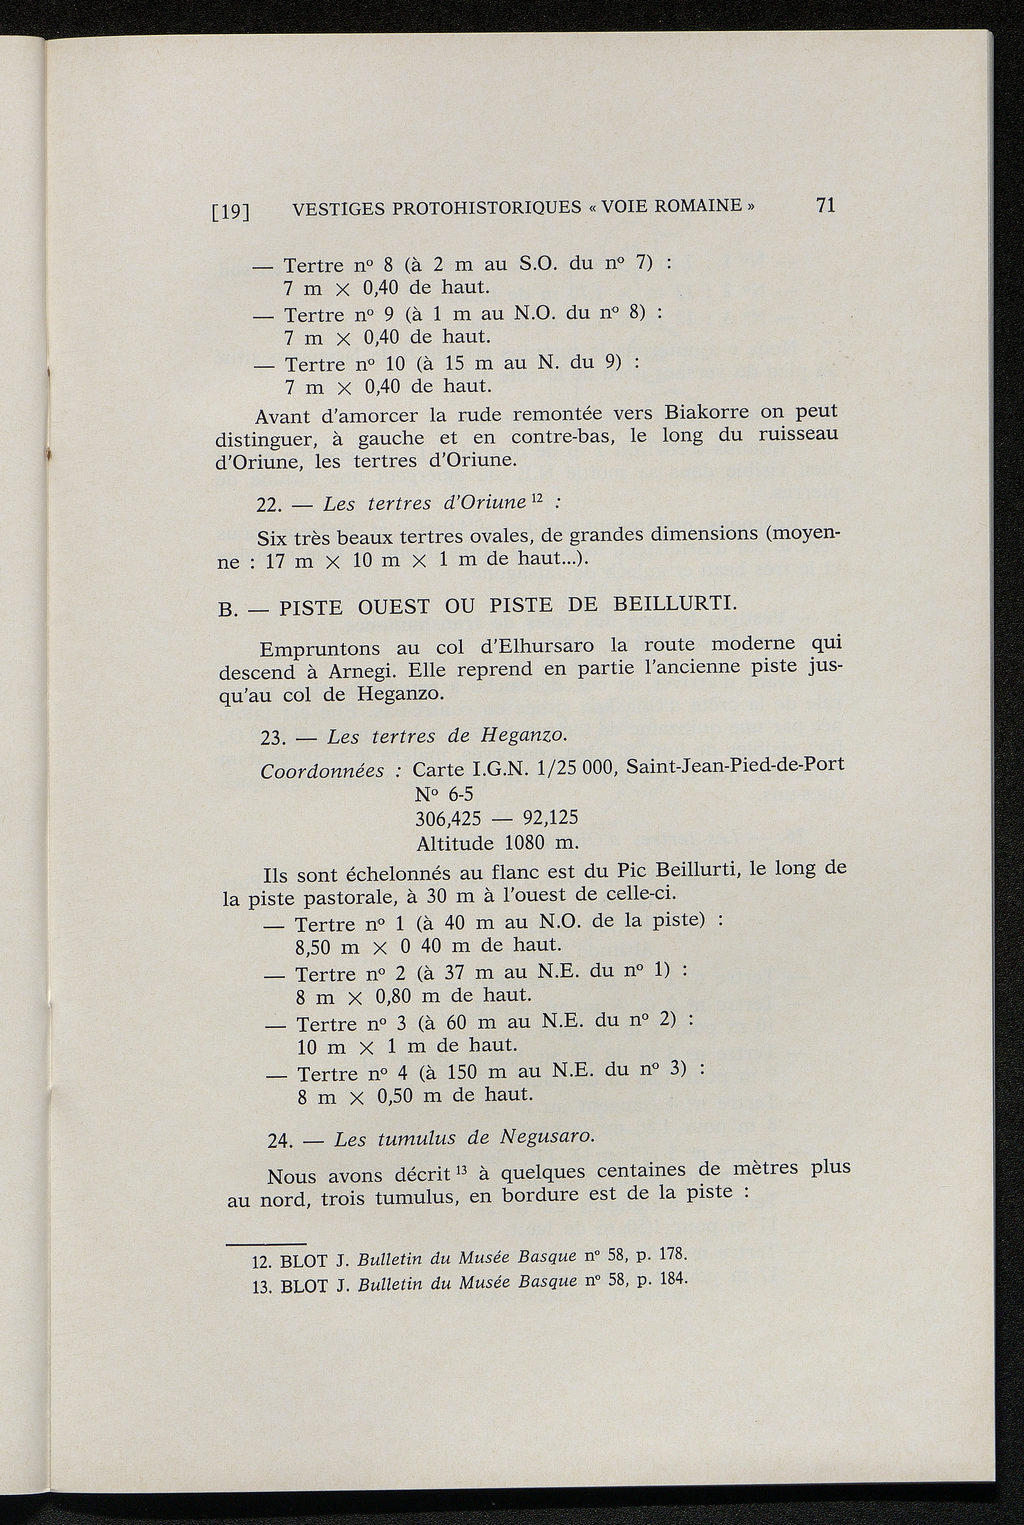 [19] VESTIGES PROTOHISTORIQUES « VOIE ROMAINE » 71
— Tertre nº 8 (à 2 m au S.O. du nº 7) :
7 m × 0,40 de haut.
— Tertre nº 9 (à 1 m au N.O. du nº 8) :
7 m × 0,40 de haut.
— Tertre nº 10 (à 15 m au N. du 9) :
7 m × 0,40 de haut.
Avant d'amorcer la rude remontée vers Biakorre on peut
distinguer, à gauche et en contre-bas, le long du ruisseau
d'Oriune, les tertres d'Oriune.
22. — Les tertres d'Oriune ¹² :
Six très beaux tertres ovales, de grandes dimensions (moyen-
ne : 17 m × 10 m × 1 m de haut...).
B. — PISTE OUEST OU PISTE DE BEILLURTI.
Empruntons au col d'Elhursaro la route moderne qui
descend à Arnegi. Elle reprend en partie l'ancienne piste jus-
qu'au col de Heganzo.
23. — Les tertres de Heganzo.
Coordonnées : Carte I.G.N. 1/25 000, Saint-Jean-Pied-de-Port
Nº 6-5
306,425 — 92,125
Altitude 1080 m.
Ils sont échelonnés au flanc est du Pic Beillurti, le long de
la piste pastorale, à 30 m à l'ouest de celle-ci.
— Tertre nº 1 (à 40 m au N.O. de la piste) :
8,50 m × 0 40 m de haut.
— Tertre nº 2 (à 37 m au N.E. du nº 1) :
8 m × 0,80 m de haut.
— Tertre nº 3 (à 60 m au N.E. du nº 2) :
10 m × 1 m de haut.
— Tertre nº 4 (à 150 m au N.E. du nº 3) :
8 m × 0,50 m de haut.
24. — Les tumulus de Negusaro.
Nous avons décrit ¹³ à quelques centaines de mètres plus
au nord, trois tumulus, en bordure est de la piste :
12. BLOT J. Bulletin du Musée Basque nº 58, p. 178.
13. BLOT J. Bulletin du Musée Basque nº 58, p. 184.